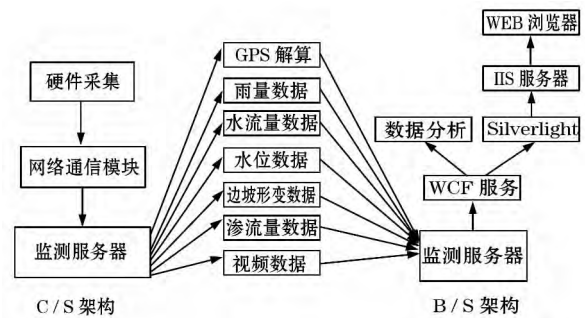 WEB 浏览器
GPS 解算
硬件采集
IIS 服务器
雨量数据
水流量数据
数据分析
Silverlight
网络通信模块
水位数据
WCF 服务
边坡形变数据
渗流量数据
监测服务器
监测服务器
视频数据
C / S 架构
B / S 架构